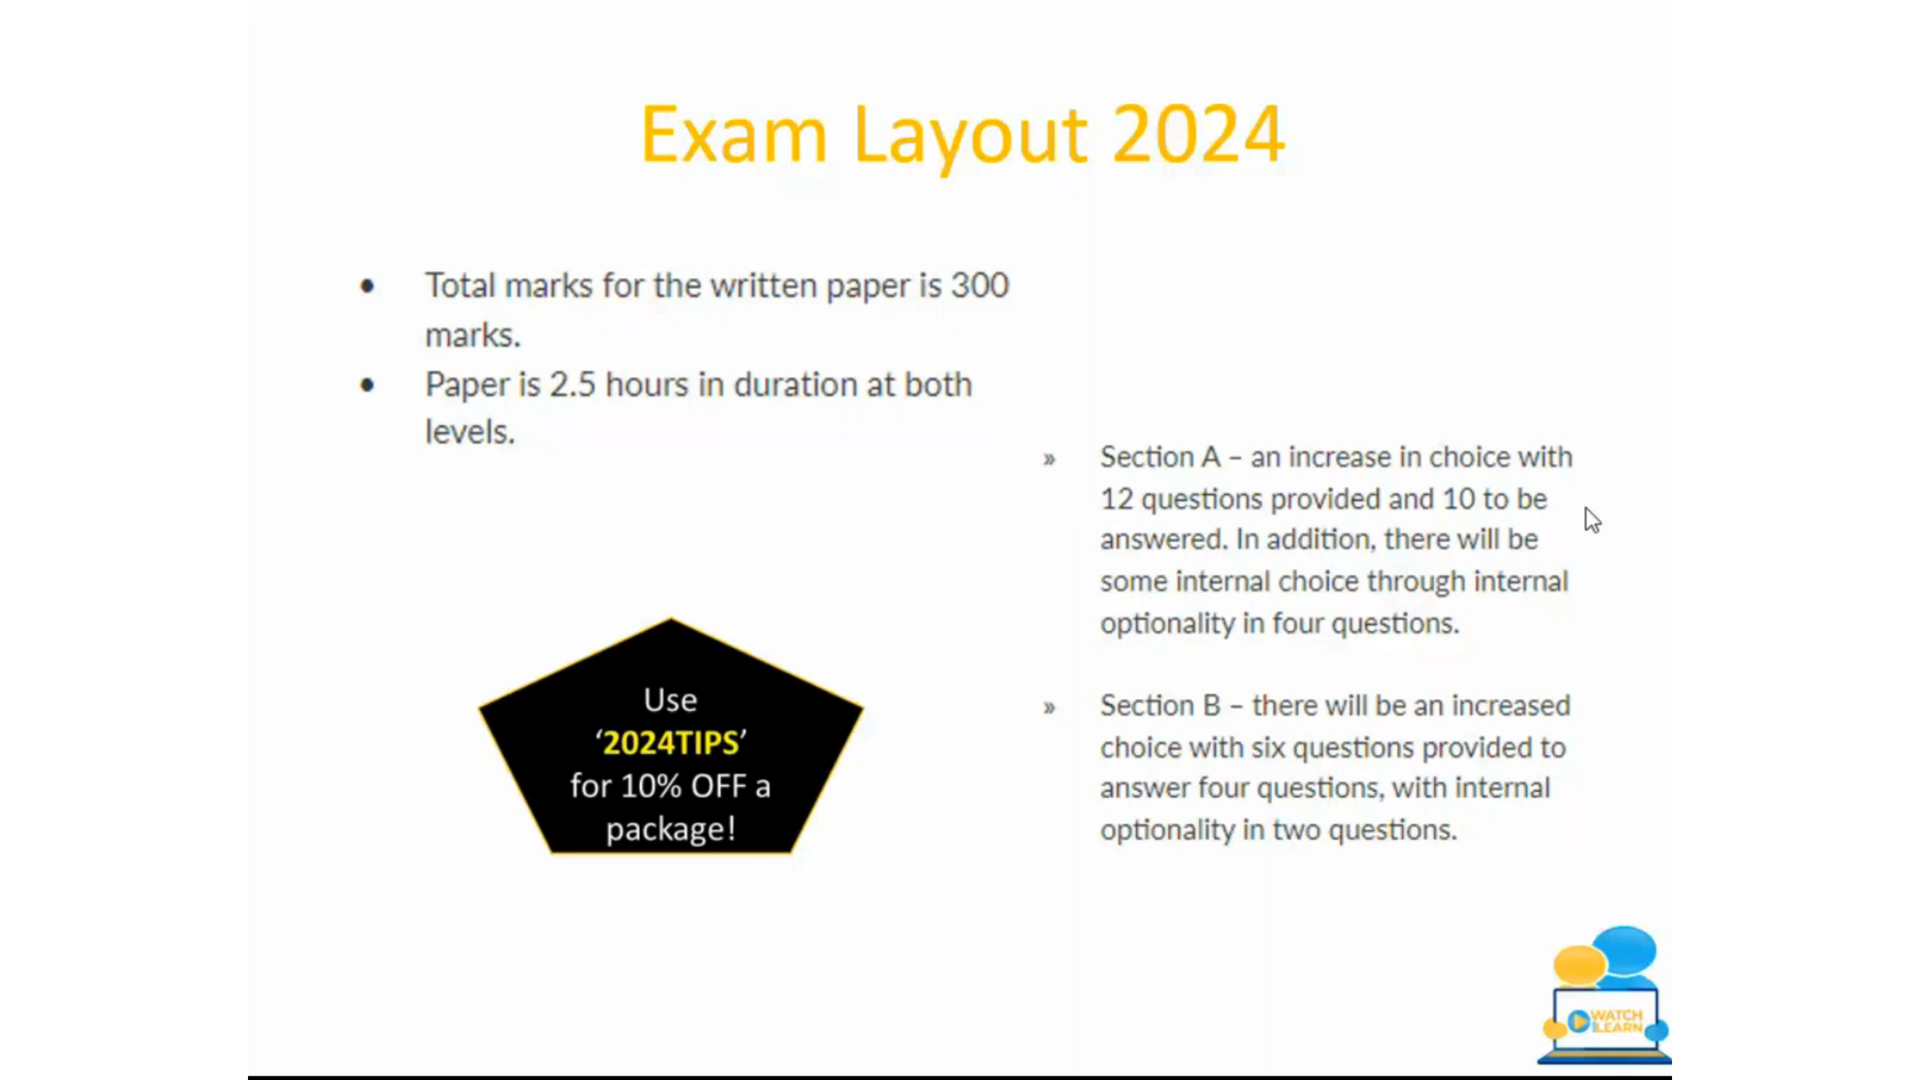 Exam Layout 2024
• Total marks for the written paper is 300
marks.
• Paper is 2.5 hours in duration at both
levels.
» Section A – an increase in choice with
12 questions provided and 10 to be
answered. In addition, there will be
some internal choice through internal
optionality in four questions.
» Section B – there will be an increased
choice with six questions provided to
answer four questions, with internal
optionality in two questions.
Use
‘2024TIPS’
for 10% OFF a
package!
WATCH
LEARN